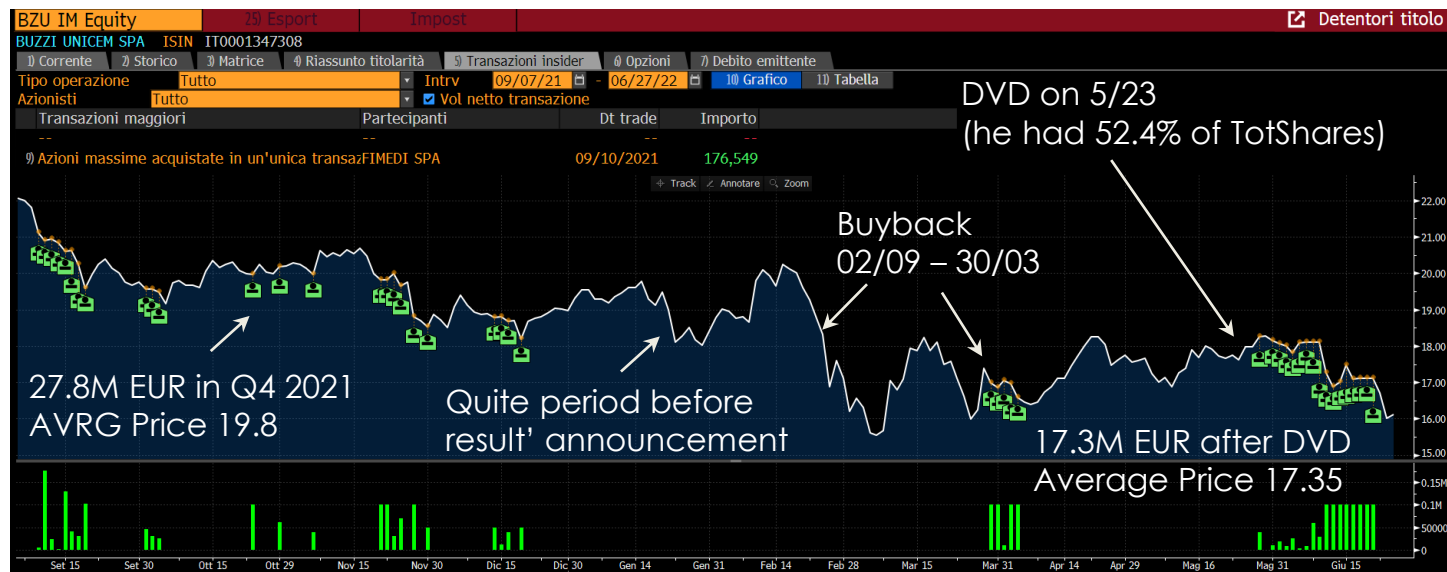 BZU IM Equity 25) Esport Impost Detentori titolo
BUZZI UNICEM SPA ISIN IT0001347308
1) Corrente 2) Storico 3) Matrice 4) Riassunto titolarità 5) Transazioni insider 6) Opzioni 7) Debito emittente
Tipo operazione Tutto Intrv 09/07/21 - 06/27/22 10) Grafico 11) Tabella
Azionisti Tutto Vol netto transazione
Transazioni maggiori Partecipanti Dt trade Importo
-- -- -- --
9) Azioni massime acquistate in un'unica transaz FIMEDI SPA 09/10/2021 176,549
DVD on 5/23
(he had 52.4% of TotShares)
Track Annotare Zoom
Buyback
02/09 – 30/03
27.8M EUR in Q4 2021
AVRG Price 19.8
Quite period before
result' announcement
17.3M EUR after DVD
Average Price 17.35
22.00
21.00
20.00
19.00
18.00
17.00
16.00
15.00
0.15M
0.1M
50000
0
Set 15 Set 30 Ott 15 Ott 29 Nov 15 Nov 30 Dic 15 Dic 30 Gen 14 Gen 31 Feb 14 Feb 28 Mar 15 Mar 31 Apr 14 Apr 29 Mag 16 Mag 31 Giu 15